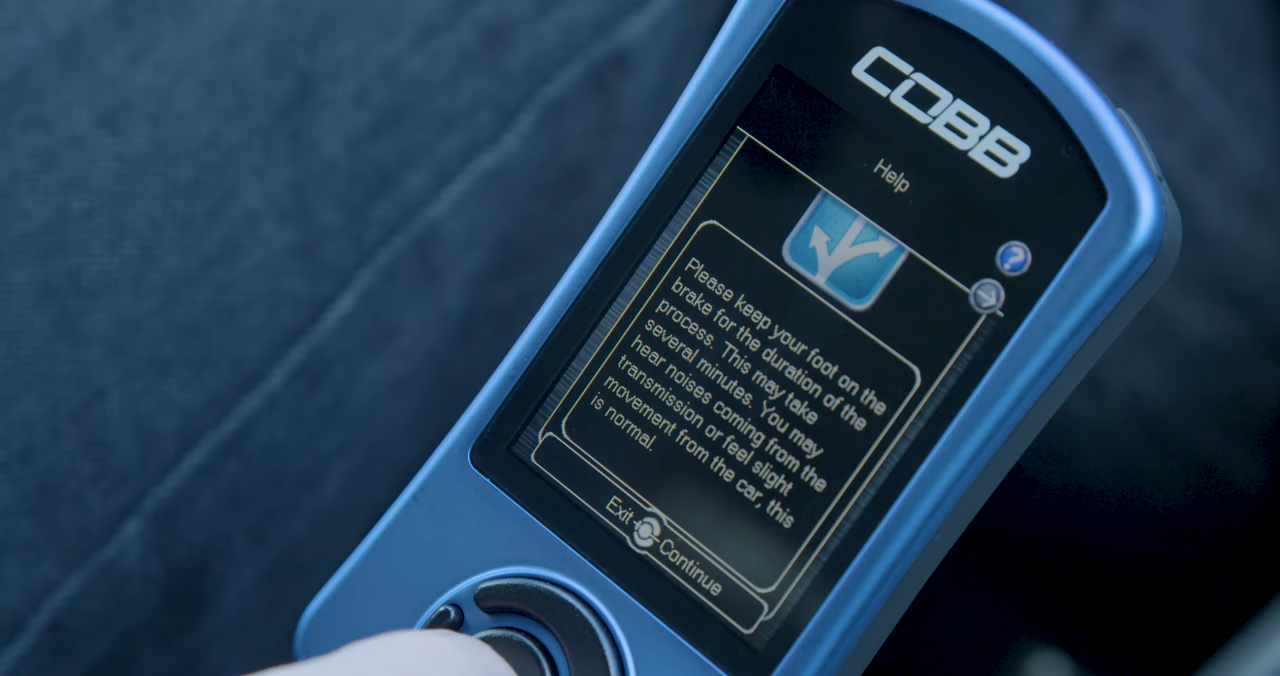 COBB
Help
?
Please keep your foot on the
brake for the duration of the
process. This may take
several minutes. You may
hear noises coming from the
transmission or feel slight
movement from the car, this
is normal.
Exit Continue